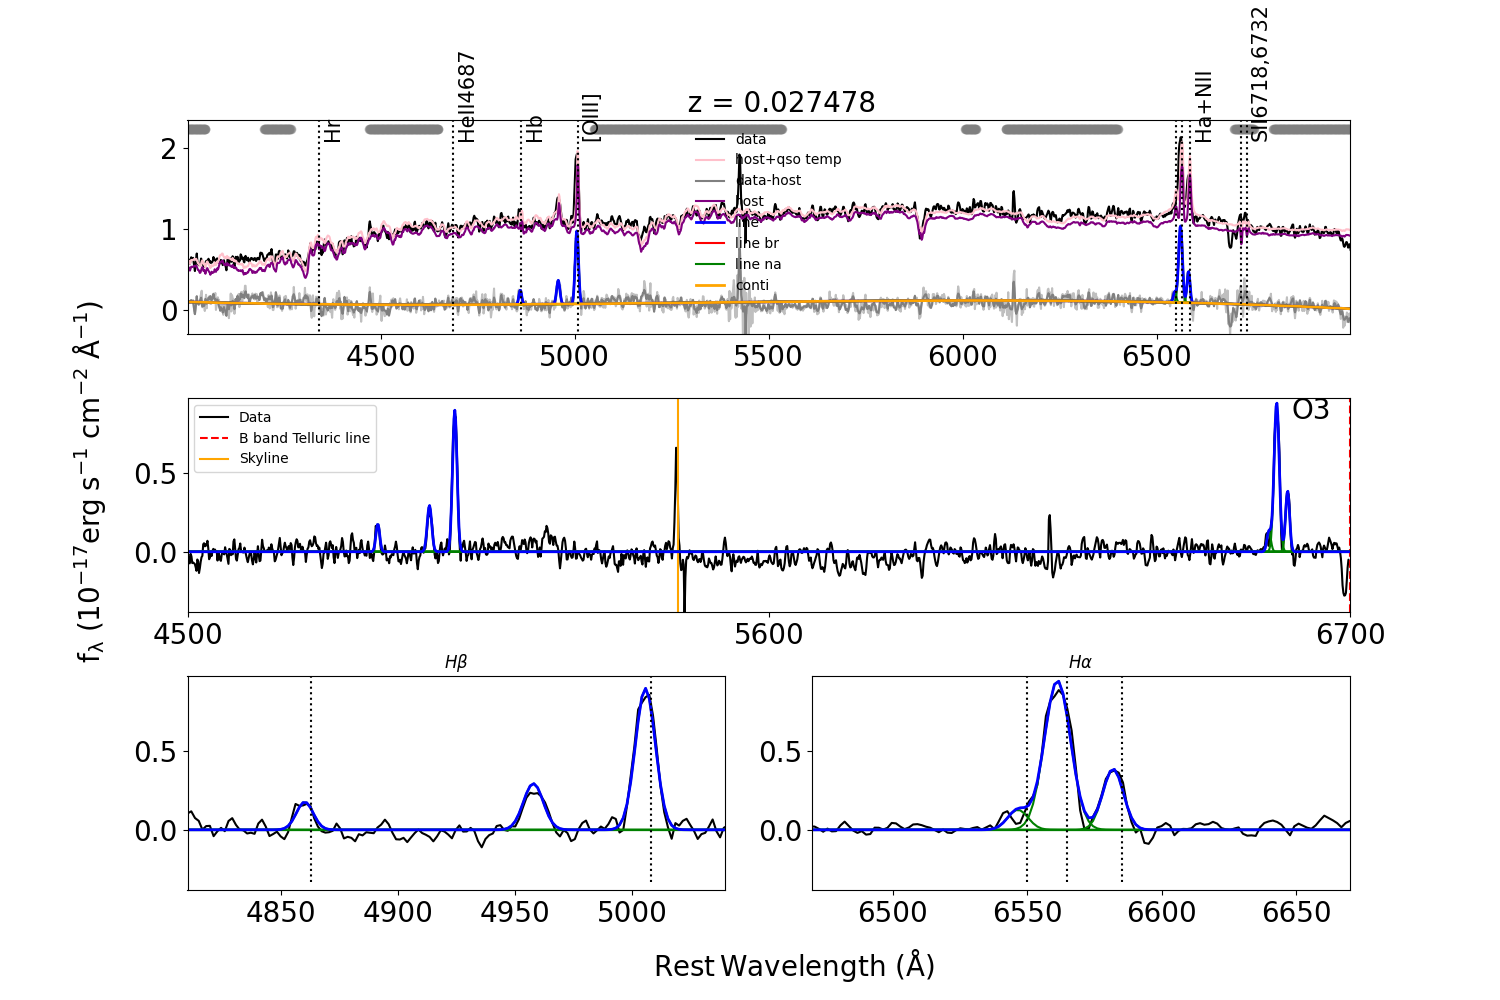 z = 0.027478
Hr
HeII4687
Hb
[OIII]
Ha+NII
SII6718,6732
data
host+qso temp
data-host
host
line
line br
line na
conti
2
1
0
4500
5000
5500
6000
6500
Data
B band Telluric line
Skyline
O3
0.5
0.0
4500
5600
6700
Hβ
0.5
0.0
4850
4900
4950
5000
Hα
0.5
0.0
6500
6550
6600
6650
fλ (10⁻¹⁷erg s⁻¹ cm⁻² Å⁻¹)
Rest Wavelength (Å)